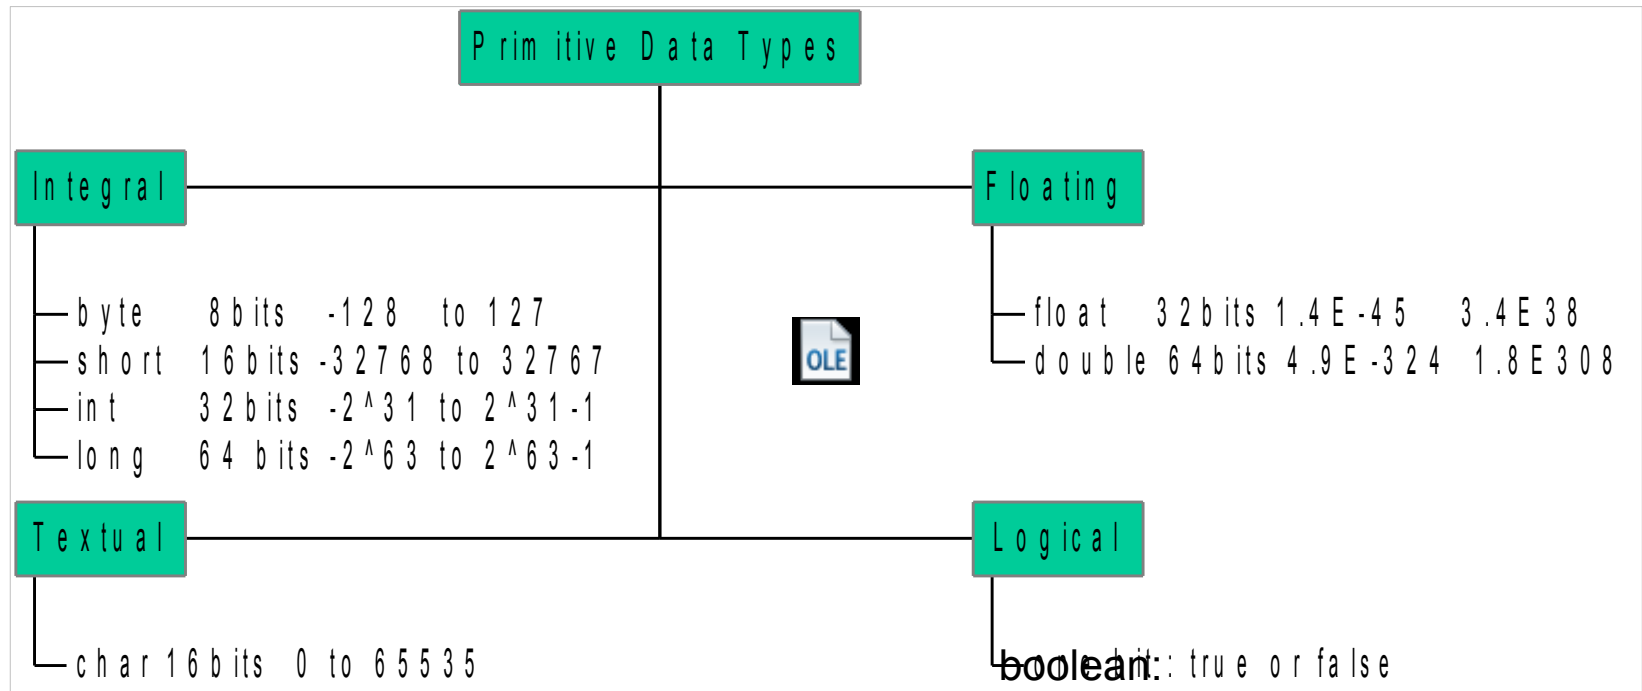 Primitive Data Types
Integral
Floating
byte 8bits -128 to 127
short 16bits -32768 to 32767
int 32bits -2^31 to 2^31-1
long 64 bits -2^63 to 2^63-1
OLE
float 32bits 1.4E-45 3.4E38
double 64bits 4.9E-324 1.8E308
Textual
Logical
char 16bits 0 to 65535
boolean: : true or false